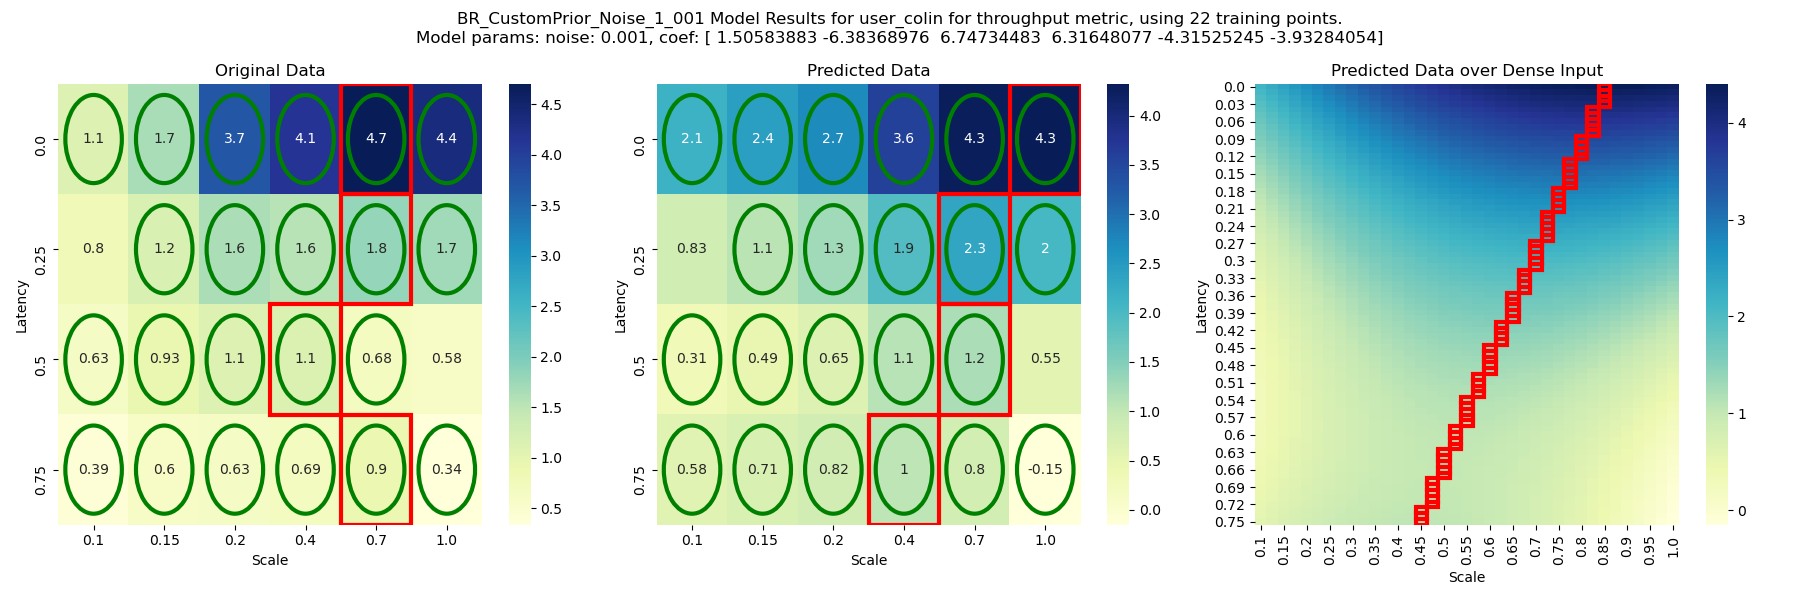 BR_CustomPrior_Noise_1_001 Model Results for user_colin for throughput metric, using 22 training points.
Model params: noise: 0.001, coef: [ 1.50583883 -6.38368976  6.74734483  6.31648077 -4.31525245 -3.93284054]
Original Data
1.1 1.7 3.7 4.1 4.7 4.4
0.8 1.2 1.6 1.6 1.8 1.7
0.63 0.93 1.1 1.1 0.68 0.58
0.39 0.6 0.63 0.69 0.9 0.34
0.0
0.25
0.5
0.75
Latency
0.1 0.15 0.2 0.4 0.7 1.0
Scale
4.5
4.0
3.5
3.0
2.5
2.0
1.5
1.0
0.5
Predicted Data
2.1 2.4 2.7 3.6 4.3 4.3
0.83 1.1 1.3 1.9 2.3 2
0.31 0.49 0.65 1.1 1.2 0.55
0.58 0.71 0.82 1 0.8 -0.15
0.0
0.25
0.5
0.75
Latency
0.1 0.15 0.2 0.4 0.7 1.0
Scale
4.0
3.5
3.0
2.5
2.0
1.5
1.0
0.5
0.0
Predicted Data over Dense Input
0.0
0.03
0.06
0.09
0.12
0.15
0.18
0.21
0.24
0.27
0.3
0.33
0.36
0.39
0.42
0.45
0.48
0.51
0.54
0.57
0.6
0.63
0.66
0.69
0.72
0.75
Latency
0.1 0.15 0.2 0.25 0.3 0.35 0.4 0.45 0.5 0.55 0.6 0.65 0.7 0.75 0.8 0.85 0.9 0.95 1.0
Scale
4
3
2
1
0